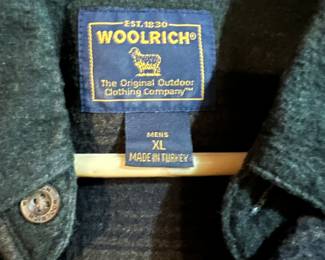 EST. 1830
WOOLRICH®
The Original Outdoor
Clothing Company™
MENS
XL
MADE IN TURKEY